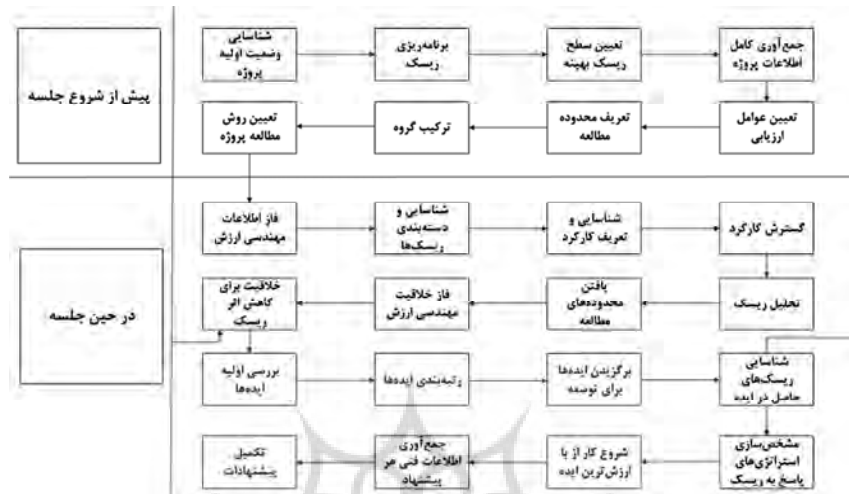 پیش از شروع جلسه
شناسایی
وضعیت اولیه
پروژه
برنامه‌ریزی
ریسک
تعیین سطح
ریسک بهینه
جمع‌آوری کامل
اطلاعات پروژه
تعیین عوامل
ارزیابی
تعریف محدوده
مطالعه
ترکیب گروه
تعیین روش
مطالعه پروژه
در حین جلسه
فاز اطلاعات
مهندسی ارزش
شناسایی و
دسته‌بندی
ریسک‌ها
شناسایی و
تعریف کارکرد
گسترش کارکرد
تحلیل ریسک
یافتن
محدوده‌های
مطالعه
فاز خلاقیت
مهندسی ارزش
خلاقیت برای
کاهش اثر
ریسک
بررسی اولیه
ایده‌ها
رتبه‌بندی ایده‌ها
برگزیدن ایده‌ها
برای توسعه
شناسایی
ریسک‌های
حاصل در ایده
مشخص‌سازی
استراتژی‌های
پاسخ به ریسک
شروع کار از با
ارزش‌ترین ایده
جمع‌آوری
اطلاعات فنی هر
پیشنهاد
تکمیل
پیشنهادات